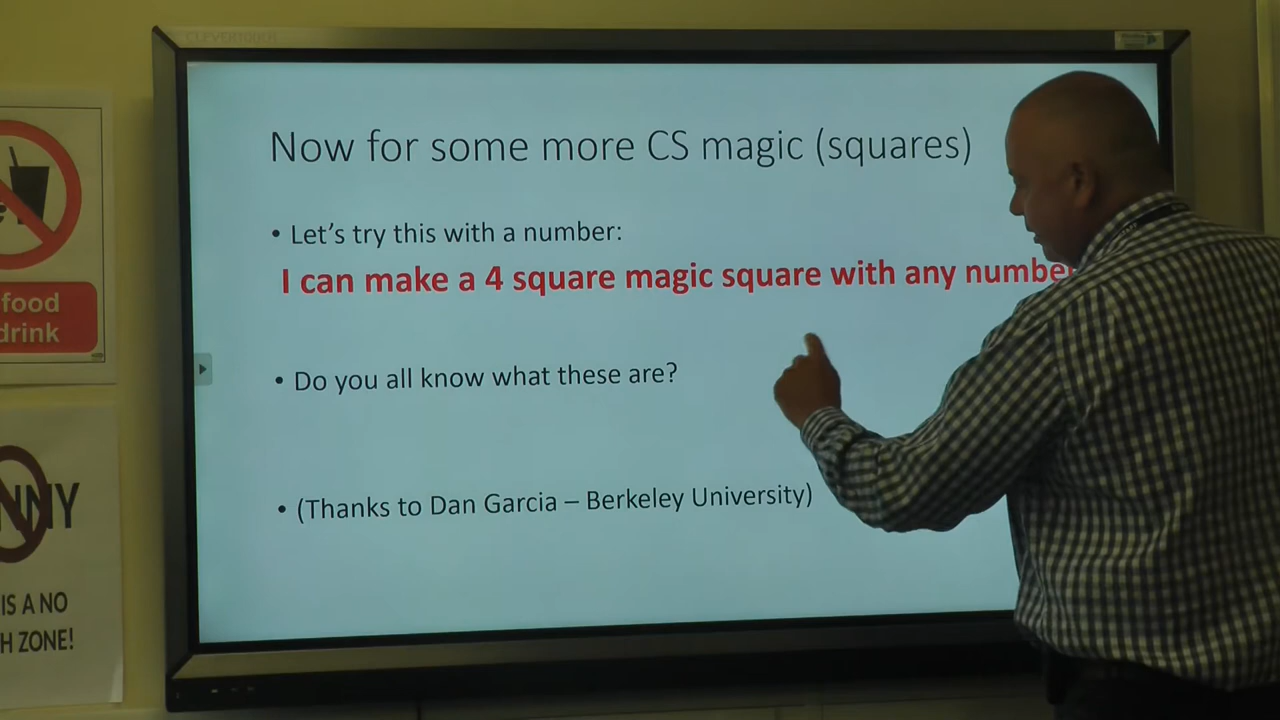 CLEVERTOUCH
Now for some more CS magic (squares)
• Let's try this with a number:
I can make a 4 square magic square with any number
• Do you all know what these are?
• (Thanks to Dan Garcia – Berkeley University)
food
drink
NNY
IS A NO
H ZONE!